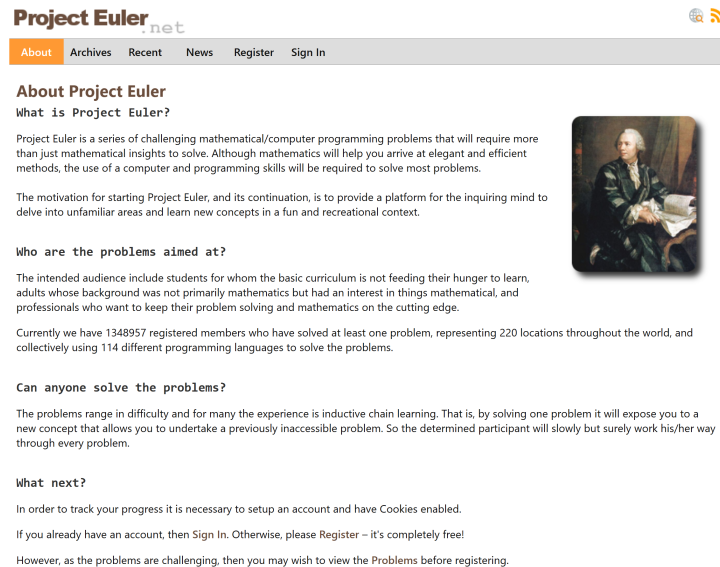 Project Euler
.net
About Archives Recent News Register Sign In
About Project Euler
What is Project Euler?
Project Euler is a series of challenging mathematical/computer programming problems that will require more
than just mathematical insights to solve. Although mathematics will help you arrive at elegant and efficient
methods, the use of a computer and programming skills will be required to solve most problems.
The motivation for starting Project Euler, and its continuation, is to provide a platform for the inquiring mind to
delve into unfamiliar areas and learn new concepts in a fun and recreational context.
Who are the problems aimed at?
The intended audience include students for whom the basic curriculum is not feeding their hunger to learn,
adults whose background was not primarily mathematics but had an interest in things mathematical, and
professionals who want to keep their problem solving and mathematics on the cutting edge.
Currently we have 1348957 registered members who have solved at least one problem, representing 220 locations throughout the world, and
collectively using 114 different programming languages to solve the problems.
Can anyone solve the problems?
The problems range in difficulty and for many the experience is inductive chain learning. That is, by solving one problem it will expose you to a
new concept that allows you to undertake a previously inaccessible problem. So the determined participant will slowly but surely work his/her way
through every problem.
What next?
In order to track your progress it is necessary to setup an account and have Cookies enabled.
If you already have an account, then Sign In. Otherwise, please Register – it's completely free!
However, as the problems are challenging, then you may wish to view the Problems before registering.